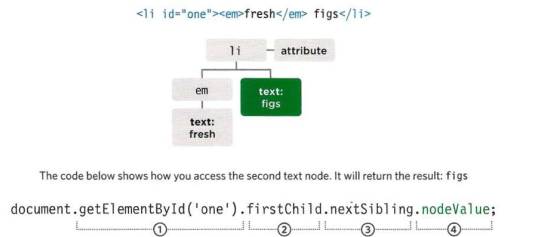 <li id="one"><em>fresh</em> figs</li>
li
attribute
em
text:
figs
text:
fresh
The code below shows how you access the second text node. It will return the result: figs
document.getElementById('one').firstChild.nextSibling.nodeValue;
1 2 3 4